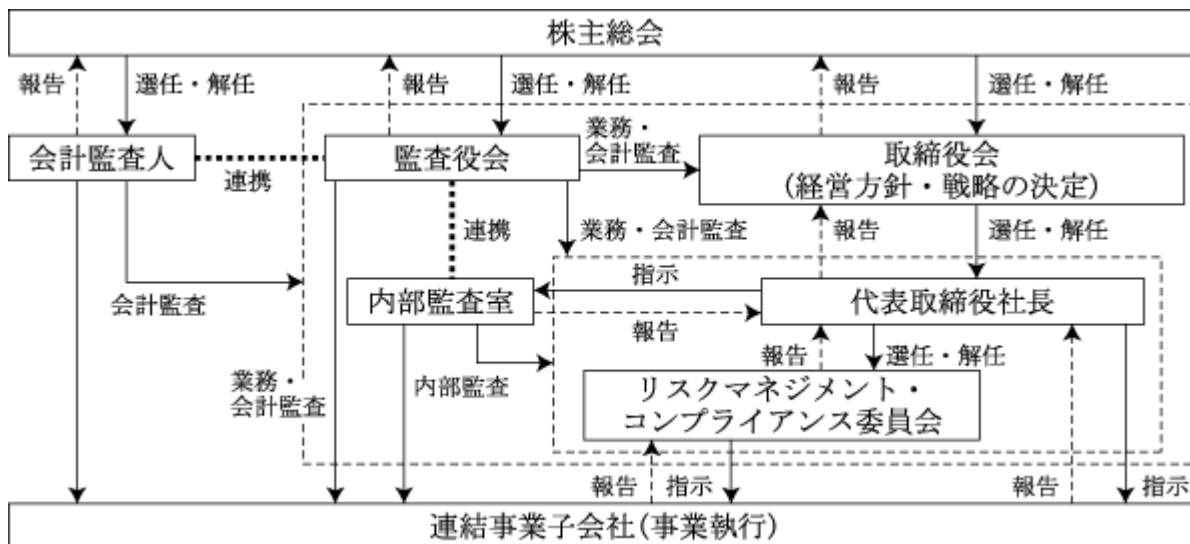 株主総会
報告
選任・解任
報告
選任・解任
報告
選任・解任
会計監査人
連携
監査役会
業務・
会計監査
取締役会
(経営方針・戦略の決定)
連携
業務・会計監査
報告
選任・解任
会計監査
内部監査室
指示
報告
代表取締役社長
業務・
会計監査
内部監査
報告
選任・解任
リスクマネジメント・
コンプライアンス委員会
報告
指示
報告
指示
連結事業子会社(事業執行)